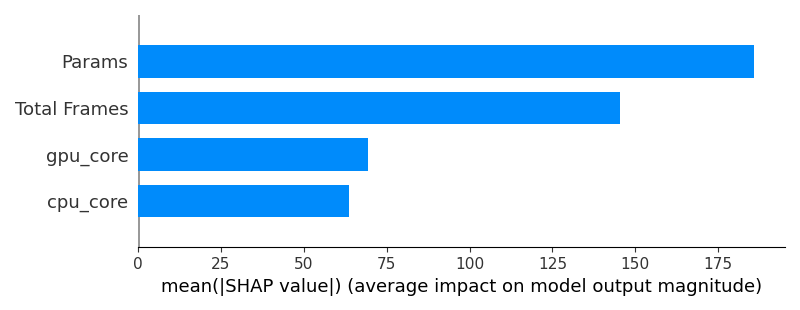 Params
Total Frames
gpu_core
cpu_core
0 25 50 75 100 125 150 175
mean(|SHAP value|) (average impact on model output magnitude)